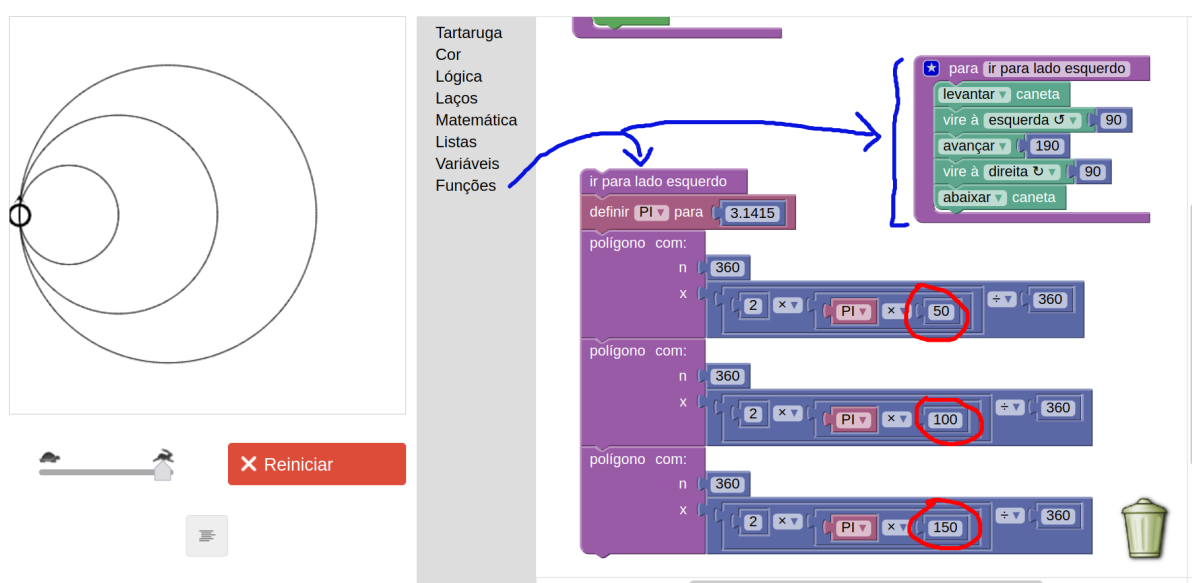 Tartaruga
Cor
Lógica
Laços
Matemática
Listas
Variáveis
Funções
para ir para lado esquerdo
levantar caneta
vire à esquerda ↺ 90
avançar 190
vire à direita ↻ 90
abaixar caneta
ir para lado esquerdo
definir PI para 3.1415
polígono com:
n 360
x 2 × PI × 50 ÷ 360
polígono com:
n 360
x 2 × PI × 100 ÷ 360
polígono com:
n 360
x 2 × PI × 150 ÷ 360
Reiniciar